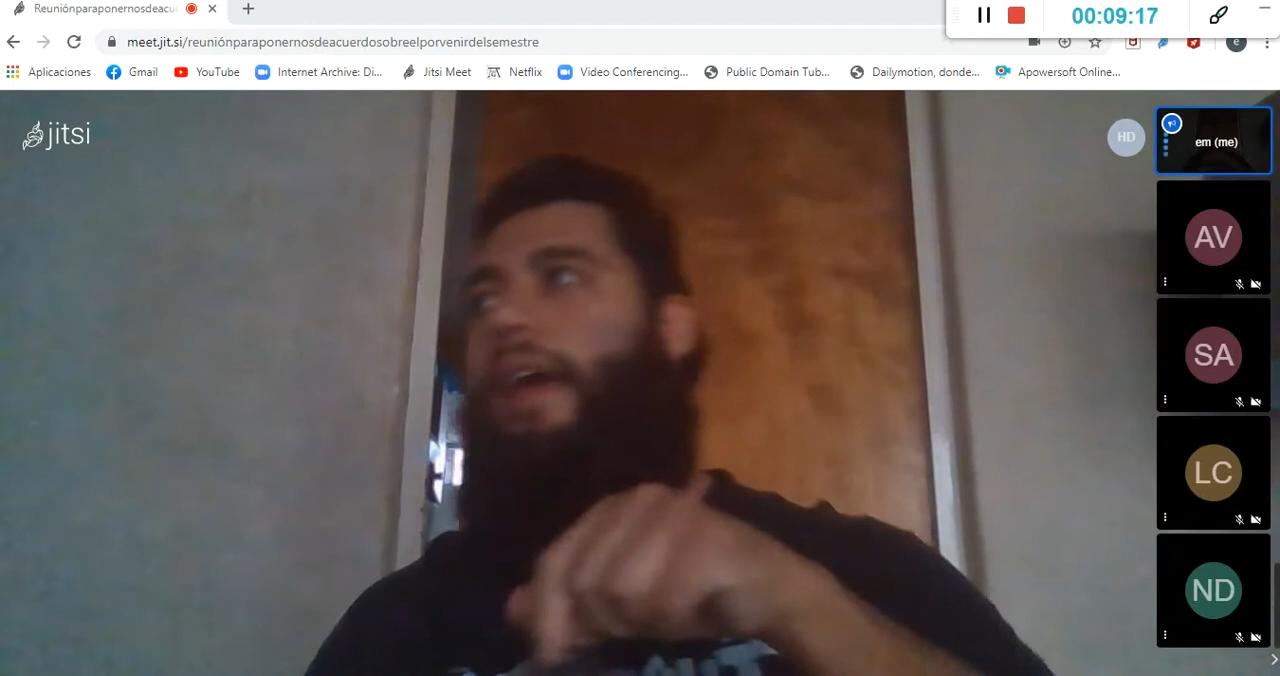 Reuniónparaponernosdeacu
00:09:17
meet.jit.si/reuniónparaponernosdeacuerdosobreelporvenirdelsemestre
e
Aplicaciones
Gmail
YouTube
Internet Archive: Di...
Jitsi Meet
Netflix
Video Conferencing...
Public Domain Tub...
Dailymotion, donde...
Apowersoft Online...
jitsi
HD
em (me)
AV
SA
LC
ND